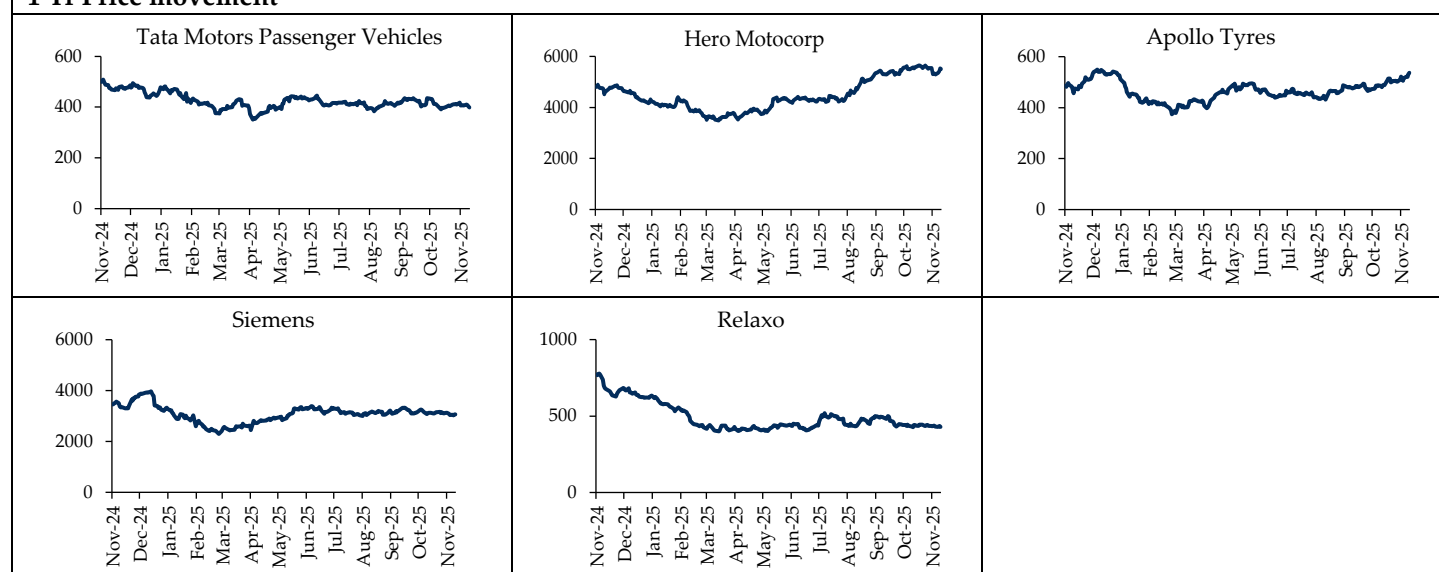 1 Yr Price movement
Tata Motors Passenger Vehicles
600
400
200
0
Nov-24
Dec-24
Jan-25
Feb-25
Mar-25
Apr-25
May-25
Jun-25
Jul-25
Aug-25
Sep-25
Oct-25
Nov-25
Hero Motocorp
6000
4000
2000
0
Nov-24
Dec-24
Jan-25
Feb-25
Mar-25
Apr-25
May-25
Jun-25
Jul-25
Aug-25
Sep-25
Oct-25
Nov-25
Apollo Tyres
600
400
200
0
Nov-24
Dec-24
Jan-25
Feb-25
Mar-25
Apr-25
May-25
Jun-25
Jul-25
Aug-25
Sep-25
Oct-25
Nov-25
Siemens
6000
4000
2000
0
Nov-24
Dec-24
Jan-25
Feb-25
Mar-25
Apr-25
May-25
Jun-25
Jul-25
Aug-25
Sep-25
Oct-25
Nov-25
Relaxo
1000
500
0
Nov-24
Dec-24
Jan-25
Feb-25
Mar-25
Apr-25
May-25
Jun-25
Jul-25
Aug-25
Sep-25
Oct-25
Nov-25